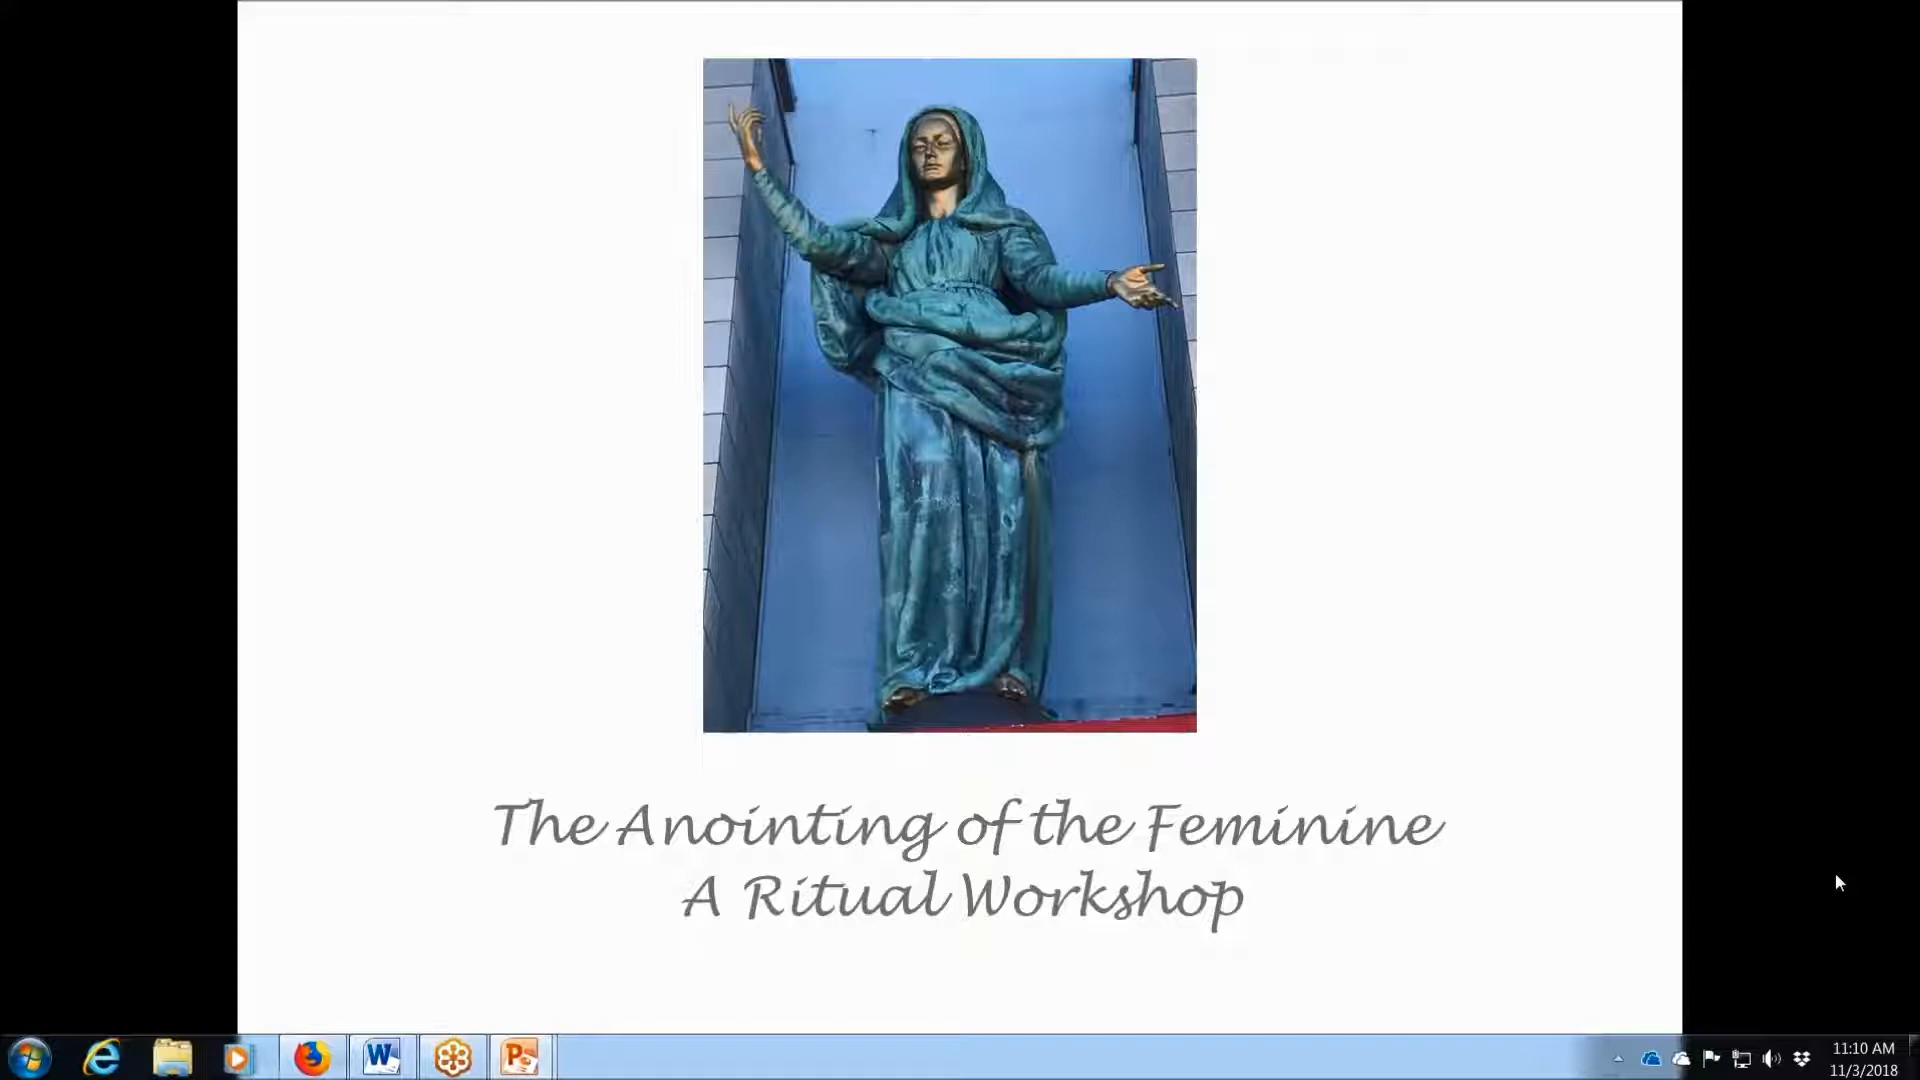 The Anointing of the Feminine
A Ritual Workshop
W
P
11:10 AM
11/3/2018